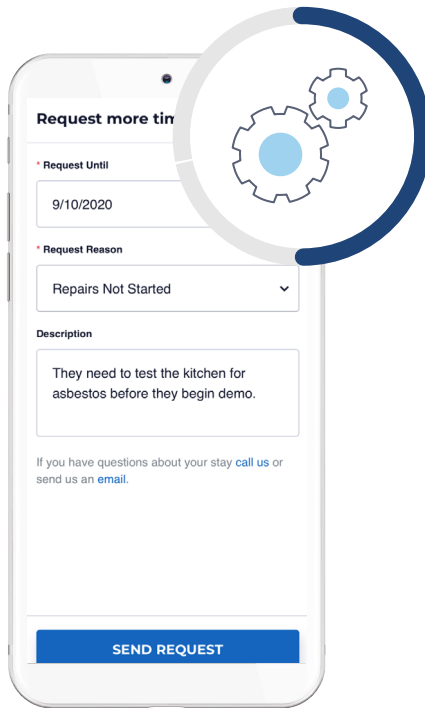 Request more tim
* Request Until
9/10/2020
* Request Reason
Repairs Not Started
Description
They need to test the kitchen for
asbestos before they begin demo.
If you have questions about your stay call us or
send us an email.
SEND REQUEST